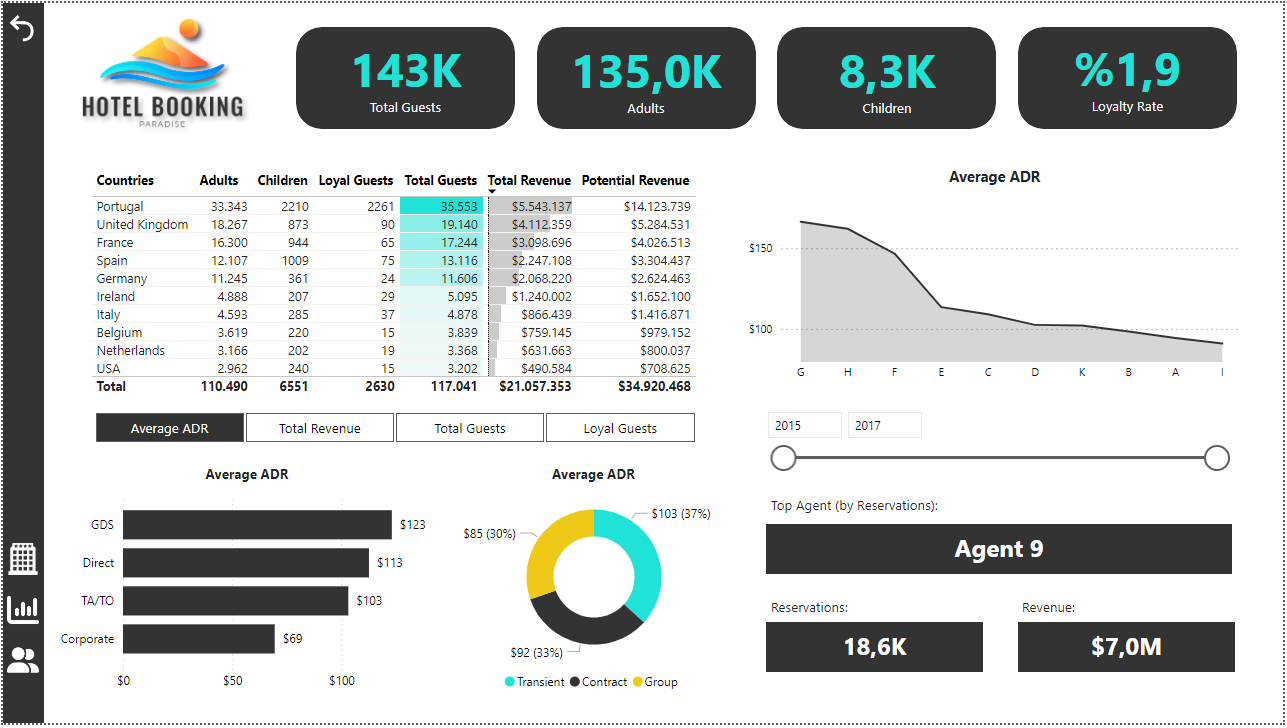 HOTEL BOOKING
PARADISE
143K
Total Guests
135,0K
Adults
8,3K
Children
%1,9
Loyalty Rate
Countries Adults Children Loyal Guests Total Guests Total Revenue Potential Revenue
Portugal 33.343 2210 2261 35.553 $5.543.137 $14.123.739
United Kingdom 18.267 873 90 19.140 $4.112.359 $5.284.531
France 16.300 944 65 17.244 $3.098.696 $4.026.513
Spain 12.107 1009 75 13.116 $2.247.108 $3.304.437
Germany 11.245 361 24 11.606 $2.068.220 $2.624.463
Ireland 4.888 207 29 5.095 $1.240.002 $1.652.100
Italy 4.593 285 37 4.878 $866.439 $1.416.871
Belgium 3.619 220 15 3.839 $759.145 $979.152
Netherlands 3.166 202 19 3.368 $631.663 $800.037
USA 2.962 240 15 3.202 $490.584 $708.625
Total 110.490 6551 2630 117.041 $21.057.353 $34.920.468
Average ADR
$150
$100
G H F E C D K B A I
Average ADR Total Revenue Total Guests Loyal Guests
2015 2017
Average ADR
GDS $123
Direct $113
TA/TO $103
Corporate $69
$0 $50 $100
Average ADR
$103 (37%)
$85 (30%)
$92 (33%)
Transient Contract Group
Top Agent (by Reservations):
Agent 9
Reservations:
18,6K
Revenue:
$7,0M